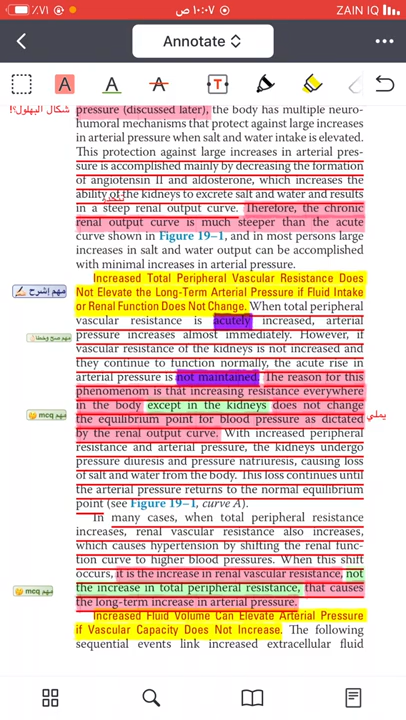 ٪٧١ ١٠:٠٧ ص ZAIN IQ
Annotate
شكال البهلول؟!
pressure (discussed later), the body has multiple neuro-
humoral mechanisms that protect against large increases
in arterial pressure when salt and water intake is elevated.
This protection against large increases in arterial pres-
sure is accomplished mainly by decreasing the formation
of angiotensin II and aldosterone, which increases the
ability of the kidneys to excrete salt and water and results
in a steep renal output curve. Therefore, the chronic
renal output curve is much steeper than the acute
curve shown in Figure 19–1, and in most persons large
increases in salt and water output can be accomplished
with minimal increases in arterial pressure.
Increased Total Peripheral Vascular Resistance Does
مهم إشرح Not Elevate the Long-Term Arterial Pressure if Fluid Intake
or Renal Function Does Not Change. When total peripheral
vascular resistance is acutely increased, arterial
pressure increases almost immediately. However, if
vascular resistance of the kidneys is not increased and
they continue to function normally, the acute rise in
arterial pressure is not maintained. The reason for this
phenomenon is that increasing resistance everywhere
in the body except in the kidneys does not change
مهم mcq the equilibrium point for blood pressure as dictated يملي
by the renal output curve. With increased peripheral
resistance and arterial pressure, the kidneys undergo
pressure diuresis and pressure natriuresis, causing loss
of salt and water from the body. This loss continues until
the arterial pressure returns to the normal equilibrium
point (see Figure 19–1, curve A).
In many cases, when total peripheral resistance
increases, renal vascular resistance also increases,
which causes hypertension by shifting the renal func-
tion curve to higher blood pressures. When this shift
occurs, it is the increase in renal vascular resistance, not
مهم mcq the increase in total peripheral resistance, that causes
the long-term increase in arterial pressure.
Increased Fluid Volume Can Elevate Arterial Pressure
if Vascular Capacity Does Not Increase. The following
sequential events link increased extracellular fluid